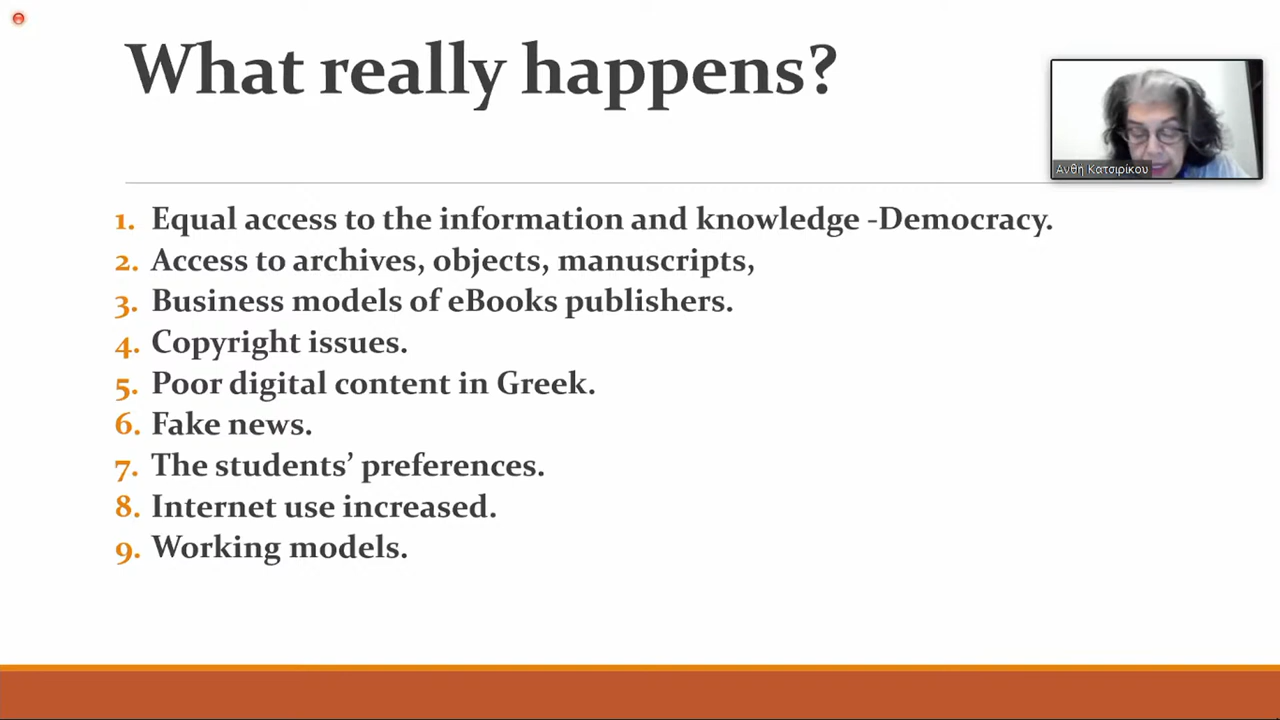 What really happens?
Ανθή Κατσιρίκου
1. Equal access to the information and knowledge -Democracy.
2. Access to archives, objects, manuscripts,
3. Business models of eBooks publishers.
4. Copyright issues.
5. Poor digital content in Greek.
6. Fake news.
7. The students’ preferences.
8. Internet use increased.
9. Working models.